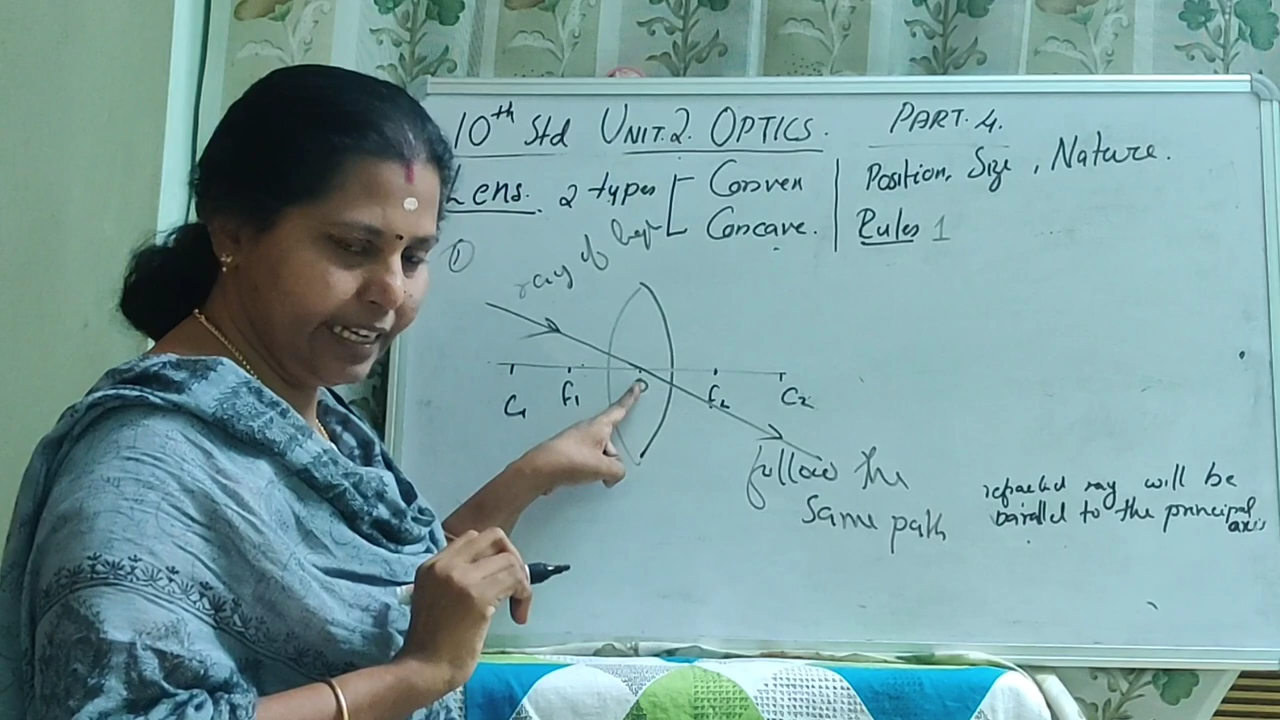 10th Std UNIT.2. OPTICS. PART. 4.
Lens. 2 types Convex Position, Size, Nature.
Concave. Rules 1
①
ray of light
C1 F1 O F2 C2
follow the
same path
refracted ray will be
parallel to the principal
axis